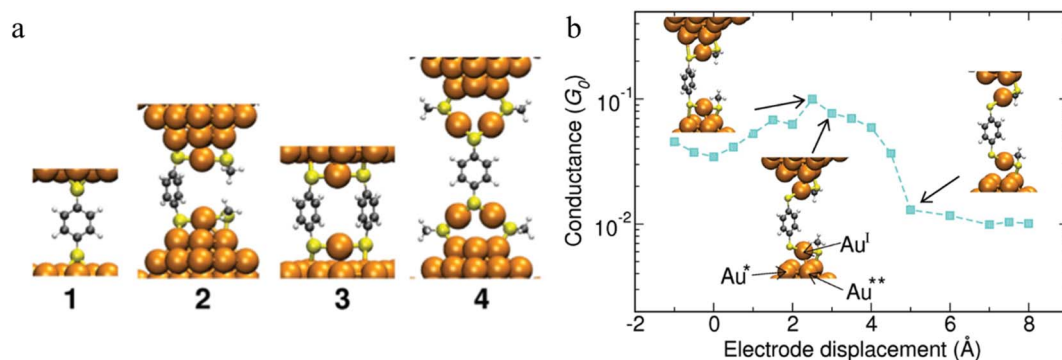 a
1
2
3
4
b
Conductance (G₀)
10⁻¹
10⁻²
Auᴵ
Au*
Au**
-2
0
2
4
6
8
Electrode displacement (Å)